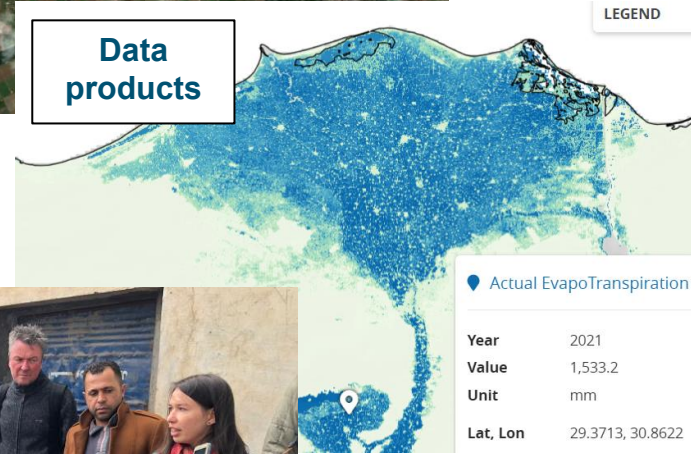 LEGEND
Data
products
Actual EvapoTranspiration
Year 2021
Value 1,533.2
Unit mm
Lat, Lon 29.3713, 30.8622